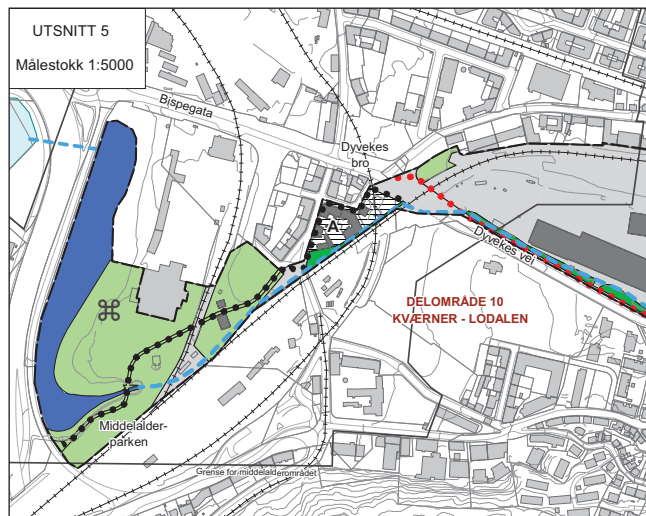 UTSNITT 5
Målestokk 1:5000
Bispegata
Dyvekes
bro
A
Dyvekes vei
DELOMRÅDE 10
KVÆRNER - LODALEN
Middelalder-
parken
Grense for middelalderområdet